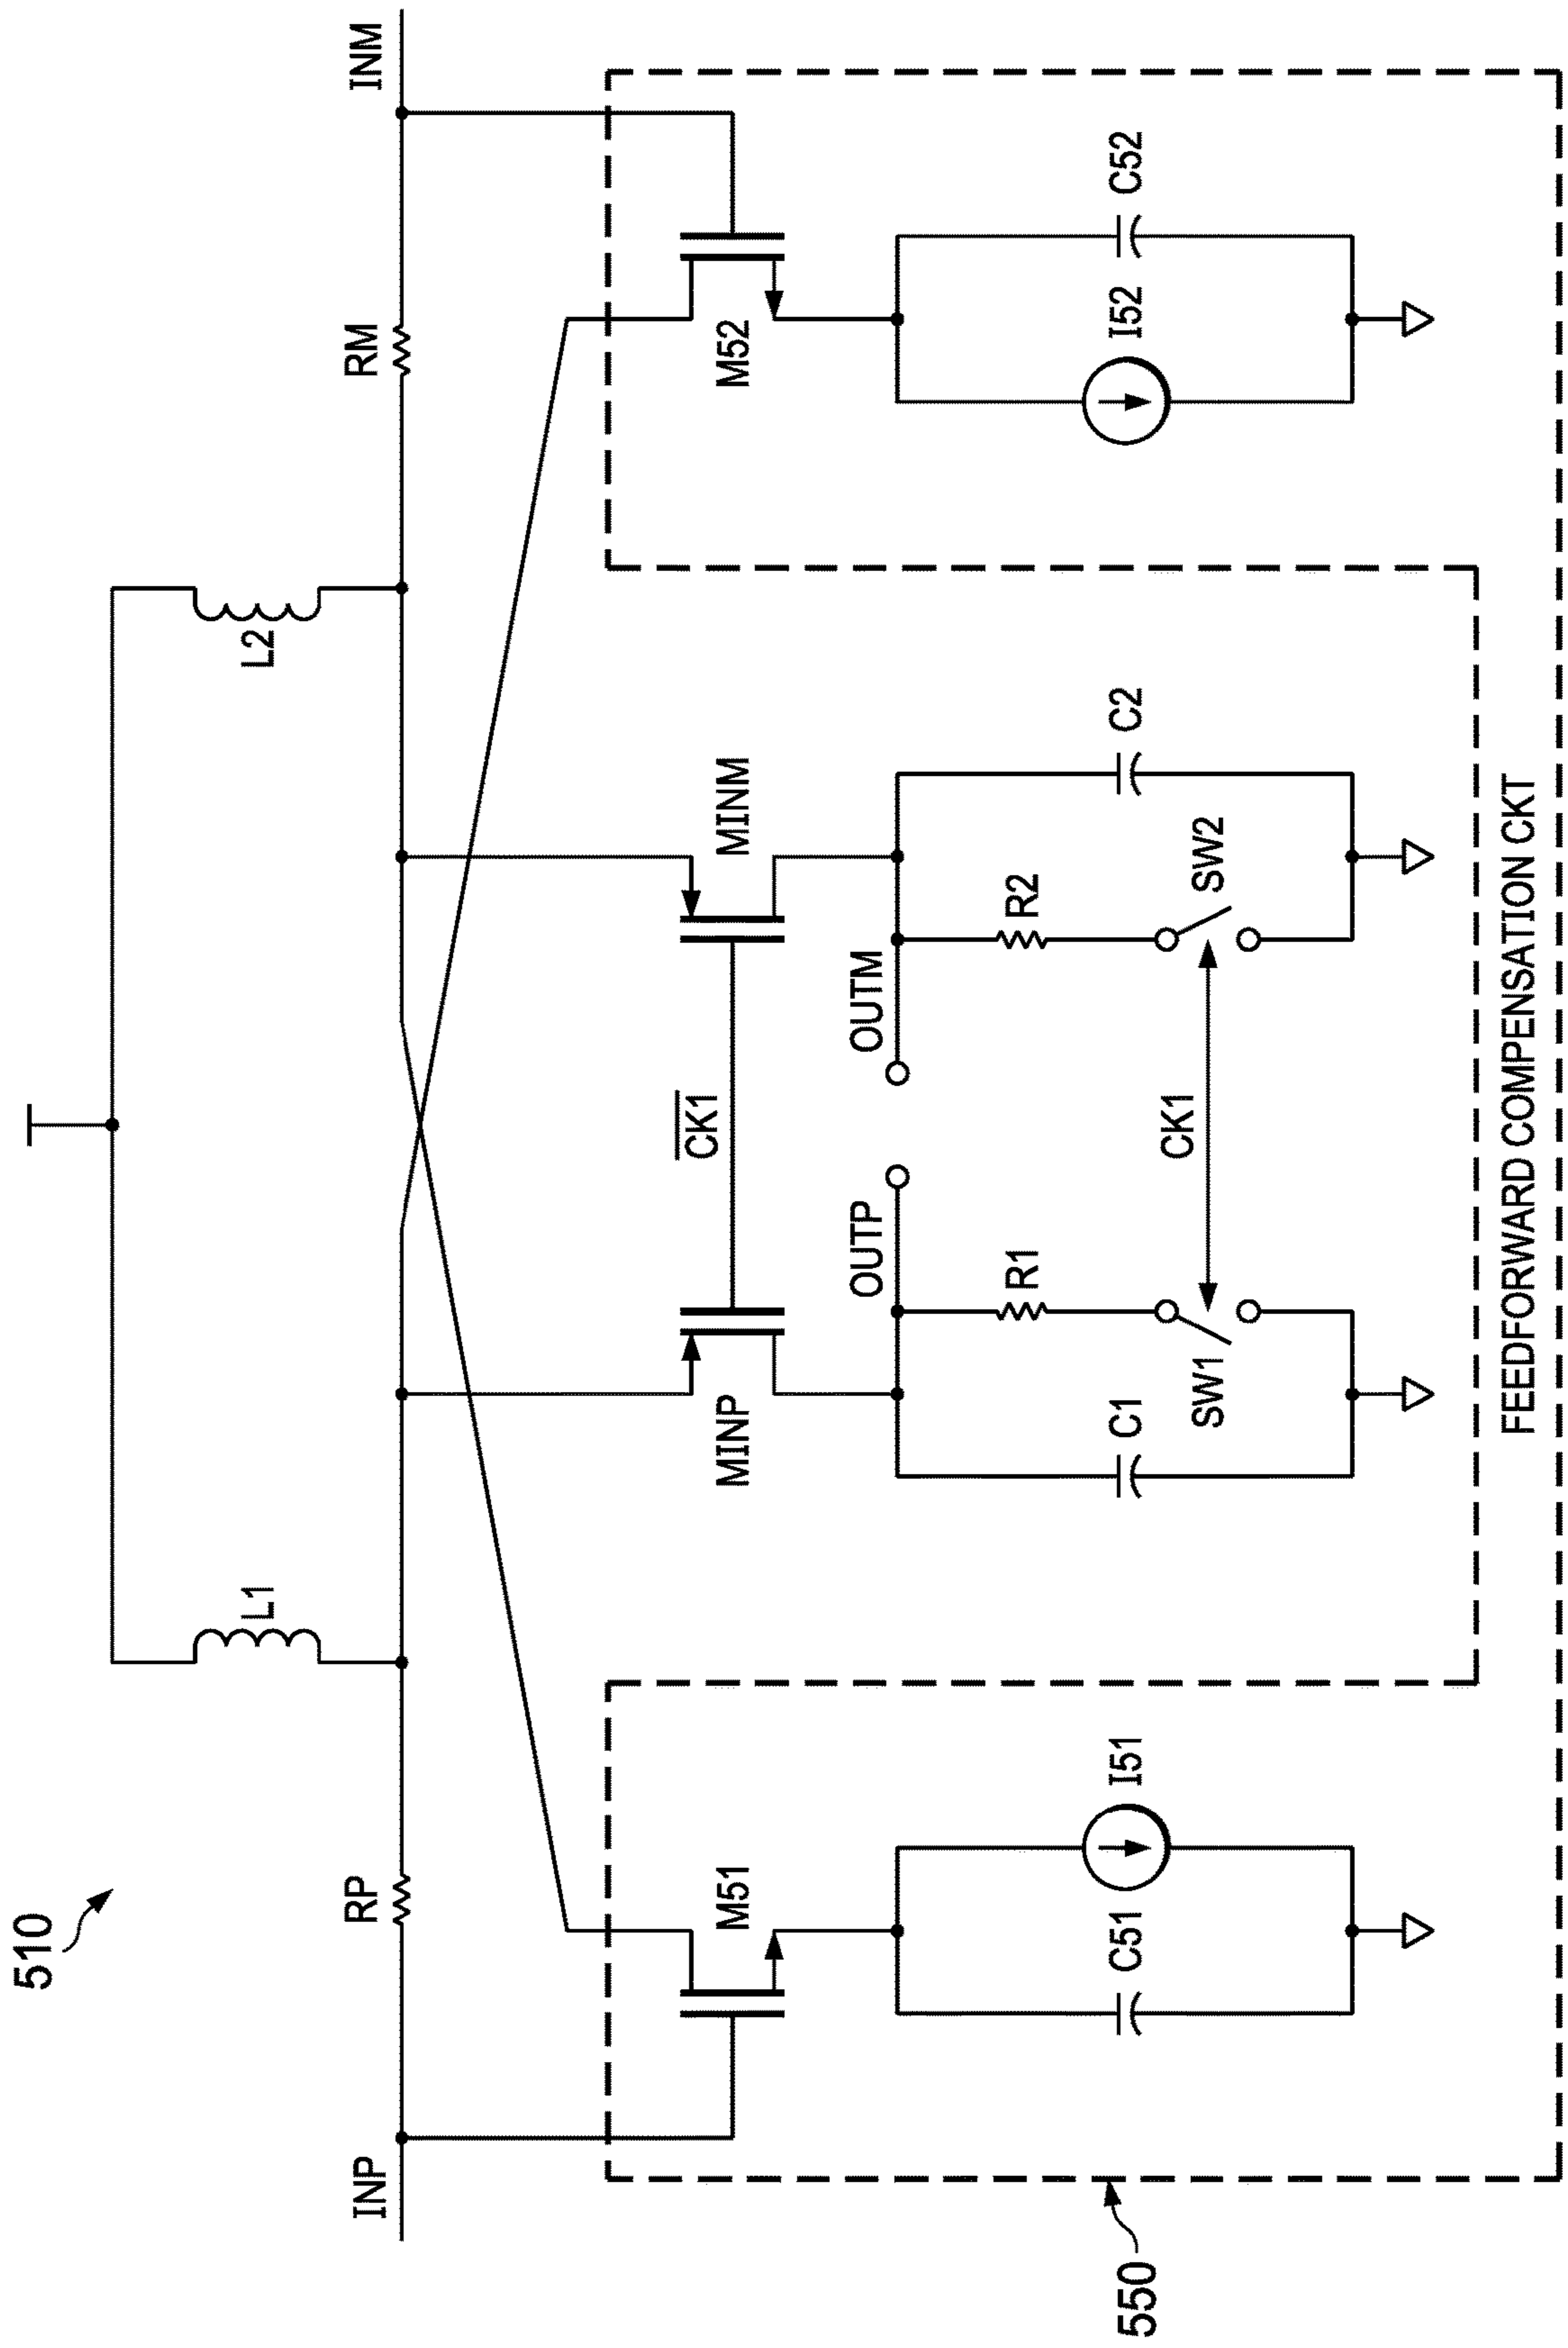 510
L1
L2
INP
RP
RM
INM
M51
MINP
CK1
MINM
M52
OUTP
OUTM
C51
I51
C1
R1
SW1
CK1
R2
SW2
C2
I52
C52
550
FEEDFORWARD COMPENSATION CKT